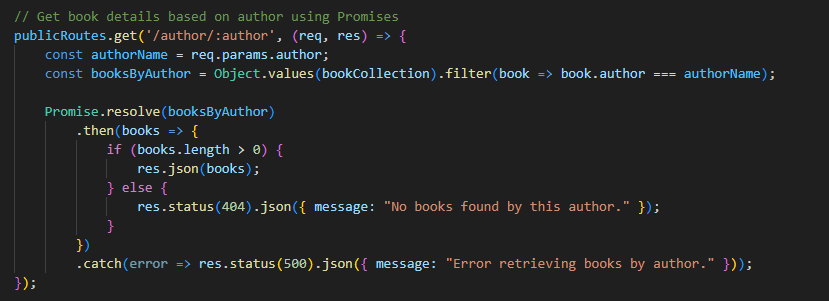 // Get book details based on author using Promises
publicRoutes.get('/author/:author', (req, res) => {
    const authorName = req.params.author;
    const booksByAuthor = Object.values(bookCollection).filter(book => book.author === authorName);

    Promise.resolve(booksByAuthor)
        .then(books => {
            if (books.length > 0) {
                res.json(books);
            } else {
                res.status(404).json({ message: "No books found by this author." });
            }
        })
        .catch(error => res.status(500).json({ message: "Error retrieving books by author." }));
});